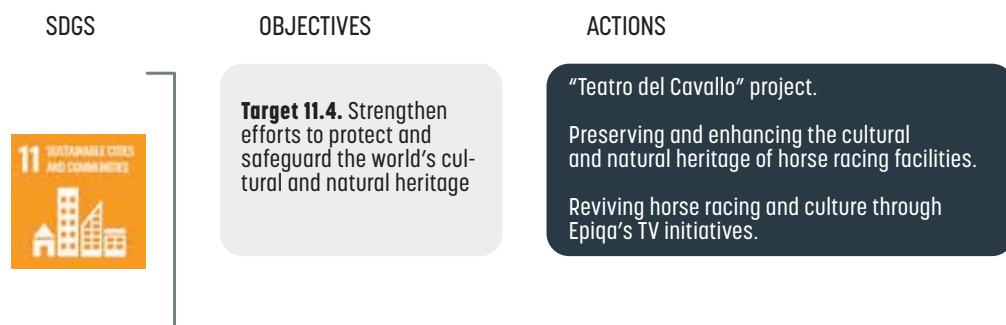 SDGS
OBJECTIVES
ACTIONS
11 SUSTAINABLE CITIES
AND COMMUNITIES
Target 11.4. Strengthen
efforts to protect and
safeguard the world's cul-
tural and natural heritage
"Teatro del Cavallo" project.
Preserving and enhancing the cultural
and natural heritage of horse racing facilities.
Reviving horse racing and culture through
Epiqa's TV initiatives.